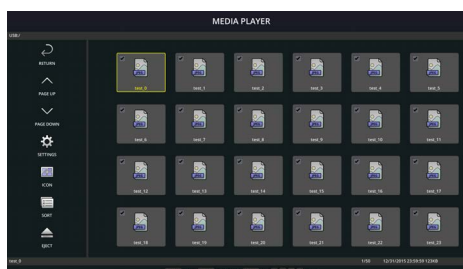 MEDIA PLAYER
USB:/
RETURN
PAGE UP
PAGE DOWN
SETTINGS
ICON
SORT
EJECT
test_0 test_1 test_2 test_3 test_4 test_5
test_6 test_7 test_8 test_9 test_10 test_11
test_12 test_13 test_14 test_15 test_16 test_17
test_18 test_19 test_20 test_21 test_22 test_23
test_0 1/50 12/31/2015 23:59:59 123KB